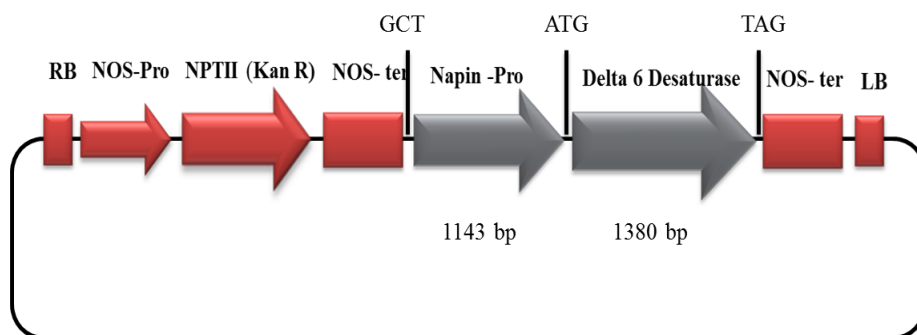 GCT ATG TAG
RB NOS-Pro NPTII (Kan R) NOS- ter Napin -Pro Delta 6 Desaturase NOS- ter LB
1143 bp 1380 bp